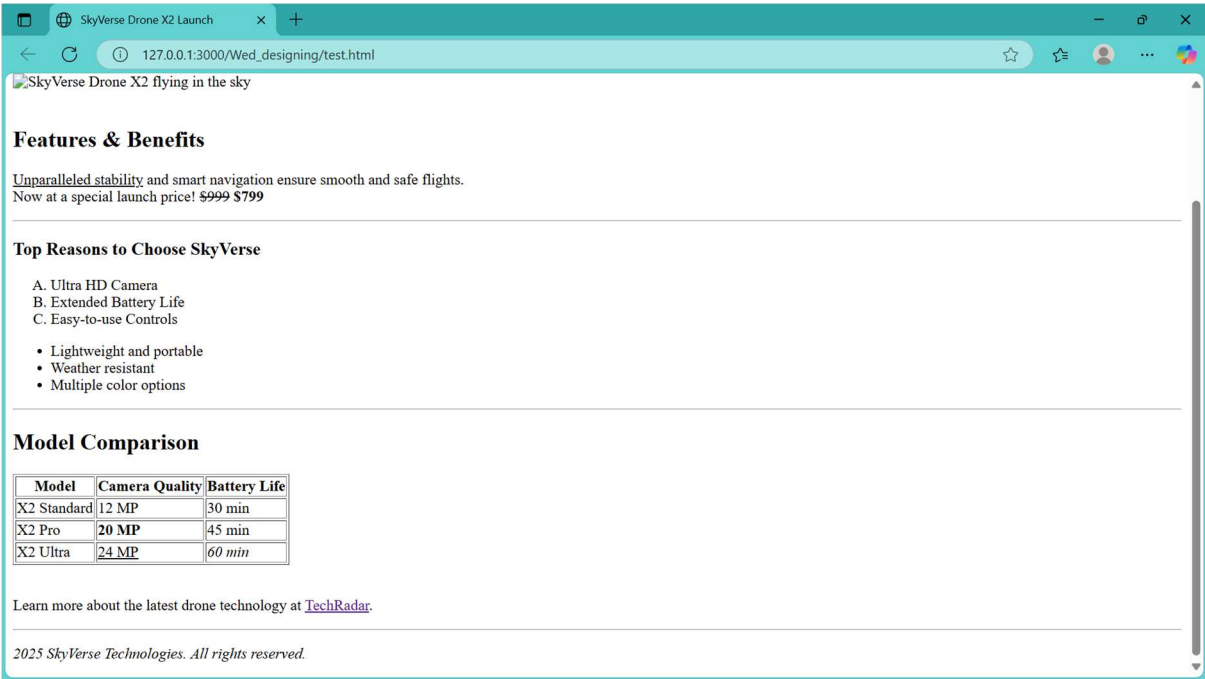 SkyVerse Drone X2 Launch
127.0.0.1:3000/Wed_designing/test.html
SkyVerse Drone X2 flying in the sky
Features & Benefits
Unparalleled stability and smart navigation ensure smooth and safe flights.
Now at a special launch price! $999 $799
Top Reasons to Choose SkyVerse
A. Ultra HD Camera
B. Extended Battery Life
C. Easy-to-use Controls
• Lightweight and portable
• Weather resistant
• Multiple color options
Model Comparison
Model Camera Quality Battery Life
X2 Standard 12 MP 30 min
X2 Pro 20 MP 45 min
X2 Ultra 24 MP 60 min
Learn more about the latest drone technology at TechRadar.
2025 SkyVerse Technologies. All rights reserved.